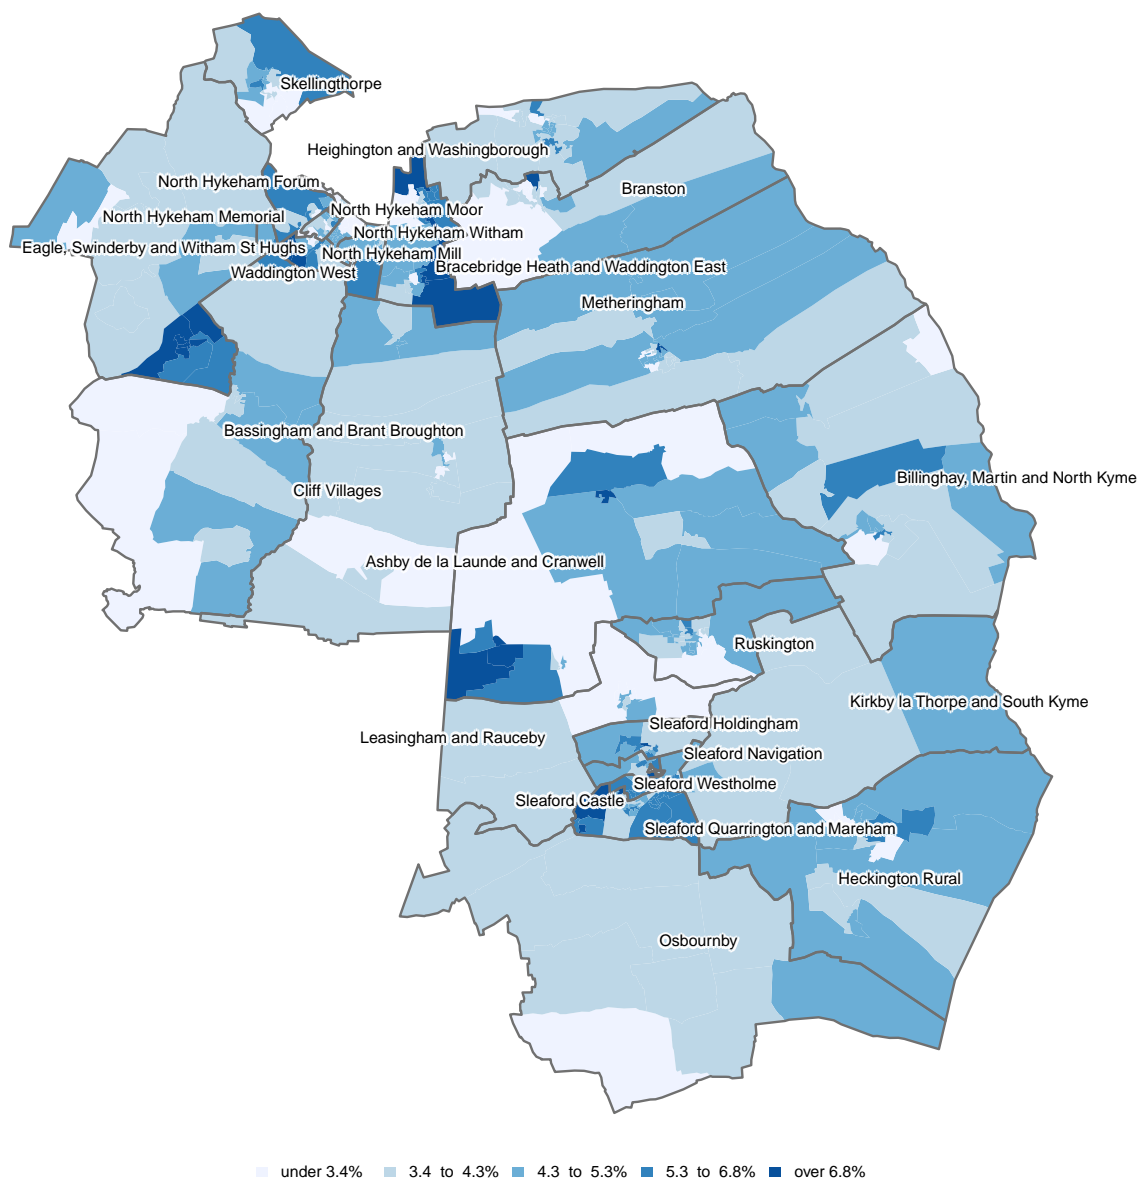 Skellingthorpe
Heighington and Washingborough
North Hykeham Forum
Branston
North Hykeham Moor
North Hykeham Memorial
North Hykeham Witham
Eagle, Swinderby and Witham St Hughs
North Hykeham Mill
Bracebridge Heath and Waddington East
Waddington West
Metheringham
Bassingham and Brant Broughton
Billinghay, Martin and North Kyme
Cliff Villages
Ashby de la Launde and Cranwell
Ruskington
Kirkby la Thorpe and South Kyme
Sleaford Holdingham
Leasingham and Rauceby
Sleaford Navigation
Sleaford Westholme
Sleaford Castle
Sleaford Quarrington and Mareham
Heckington Rural
Osbournby
under 3.4% 3.4 to 4.3% 4.3 to 5.3% 5.3 to 6.8% over 6.8%